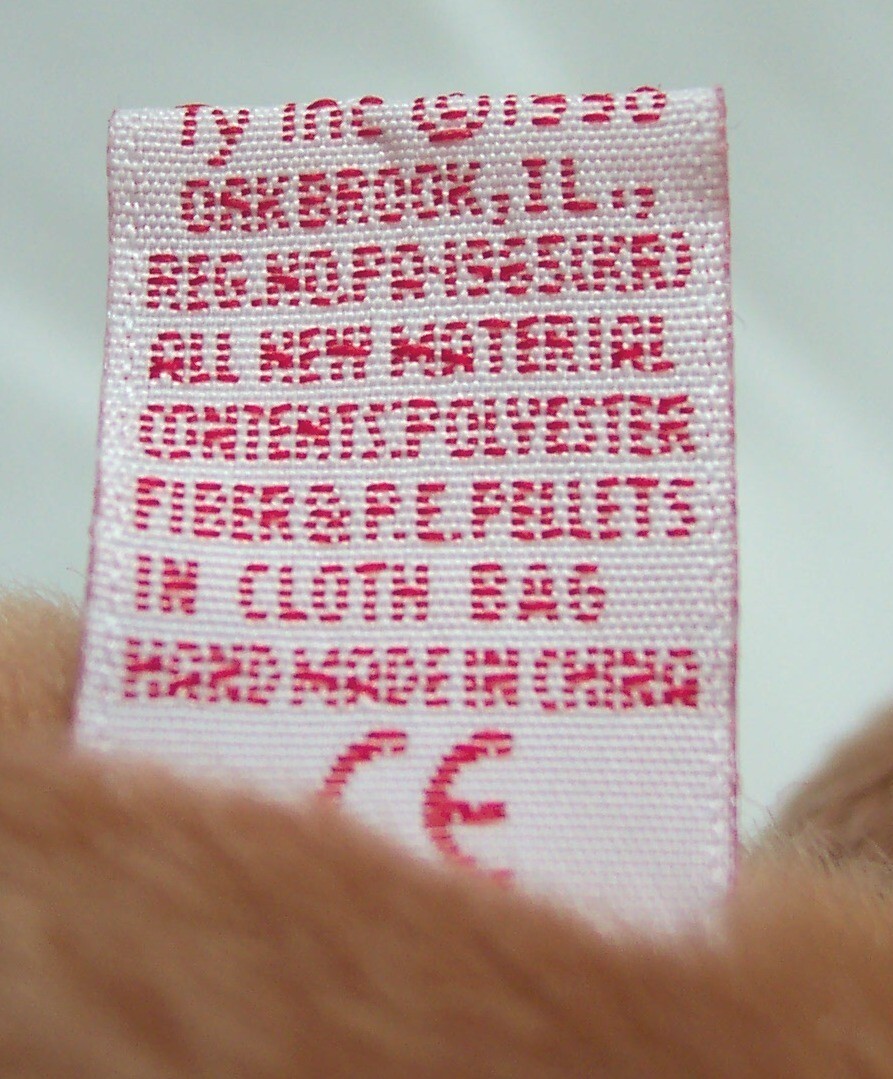 Ty Inc
OAKBROOK,IL.,
REG.NO.PA-1965(KR)
ALL NEW MATERIAL
CONTENTS:POLYESTER
FIBER & P.E.PELLETS
IN CLOTH BAG
HAND MADE IN CHINA
CE